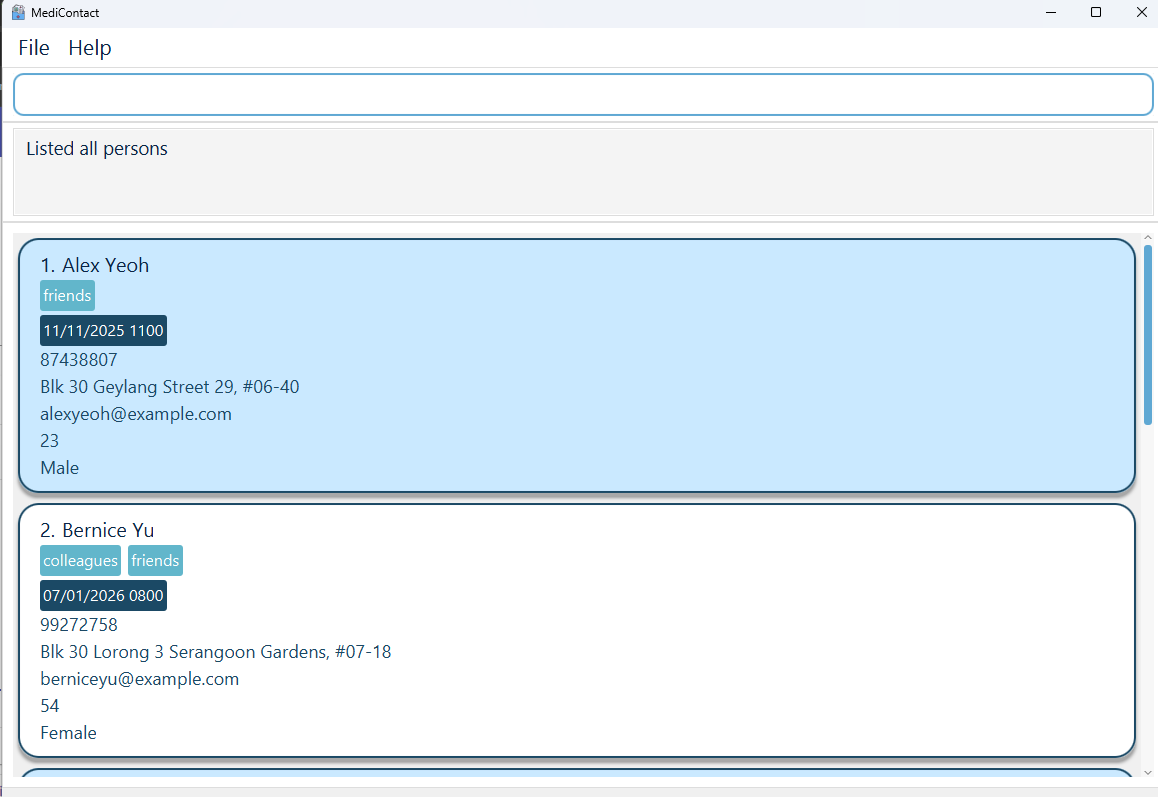 MediContact
File Help
Listed all persons
1. Alex Yeoh
friends
11/11/2025 1100
87438807
Blk 30 Geylang Street 29, #06-40
alexyeoh@example.com
23
Male
2. Bernice Yu
colleagues friends
07/01/2026 0800
99272758
Blk 30 Lorong 3 Serangoon Gardens, #07-18
berniceyu@example.com
54
Female